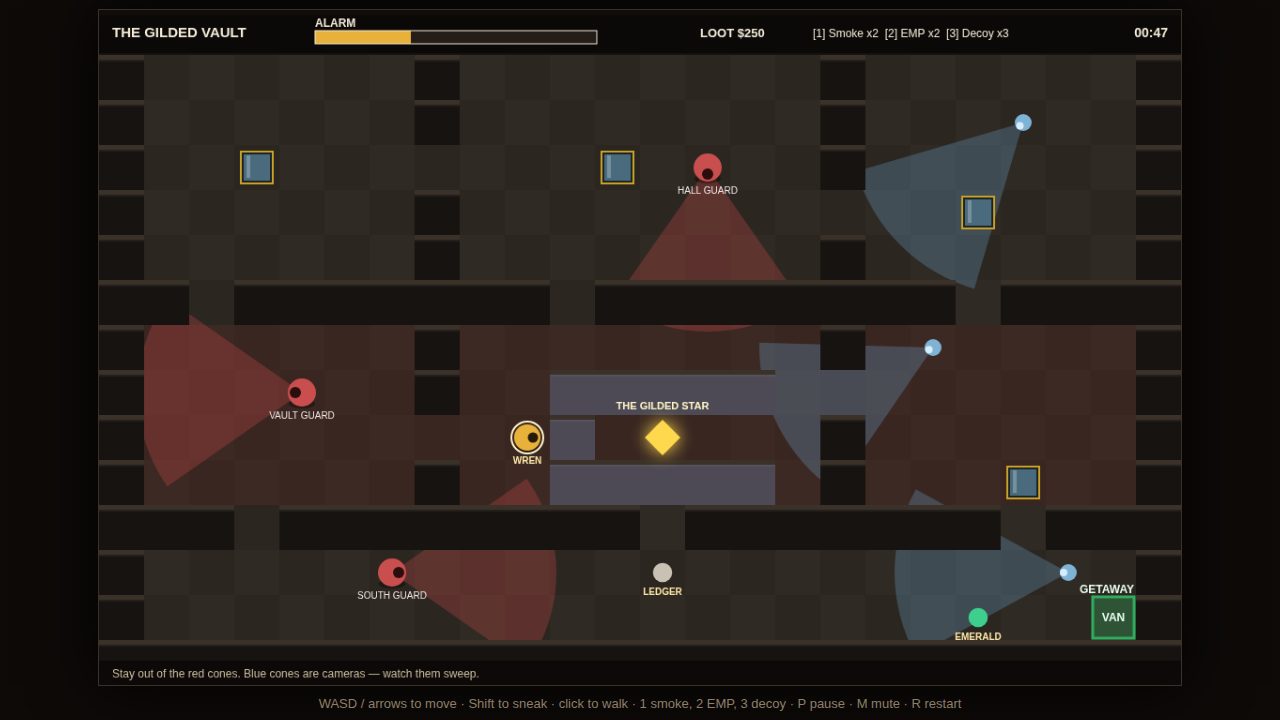 THE GILDED VAULT
ALARM
LOOT $250
[1] Smoke x2 [2] EMP x2 [3] Decoy x3
00:47
HALL GUARD
VAULT GUARD
THE GILDED STAR
WREN
SOUTH GUARD
LEDGER
GETAWAY
VAN
EMERALD
Stay out of the red cones. Blue cones are cameras — watch them sweep.
WASD / arrows to move · Shift to sneak · click to walk · 1 smoke, 2 EMP, 3 decoy · P pause · M mute · R restart